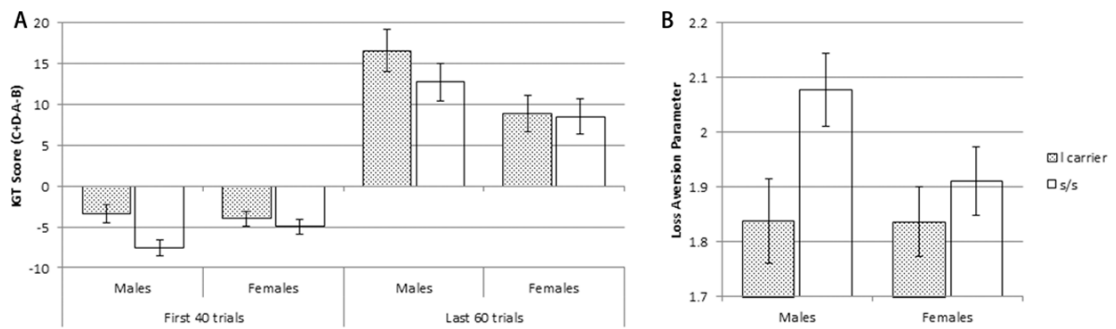 A
IGT Score (C+D-A-B)
20
15
10
5
0
-5
-10
Males
Females
Males
Females
First 40 trials
Last 60 trials
B
Loss Aversion Parameter
2.2
2.1
2
1.9
1.8
1.7
Males
Females
l carrier
s/s